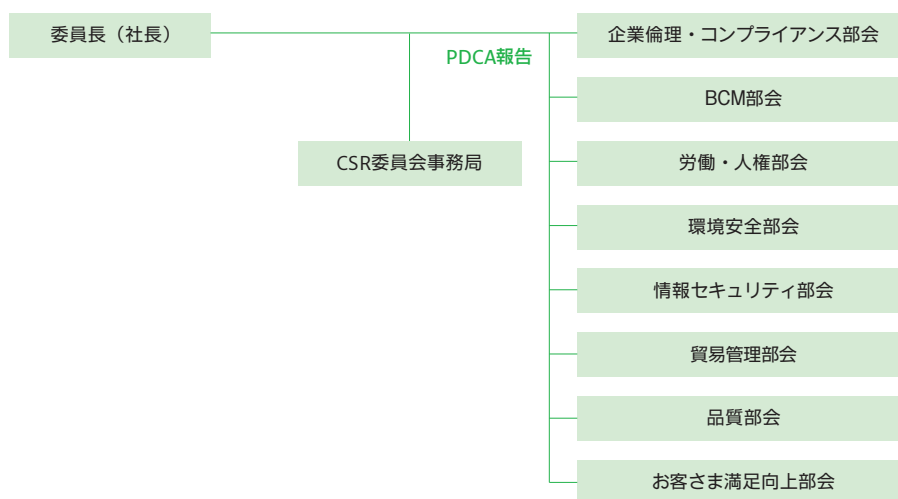 委員長（社長）
企業倫理・コンプライアンス部会
PDCA報告
BCM部会
CSR委員会事務局
労働・人権部会
環境安全部会
情報セキュリティ部会
貿易管理部会
品質部会
お客さま満足向上部会